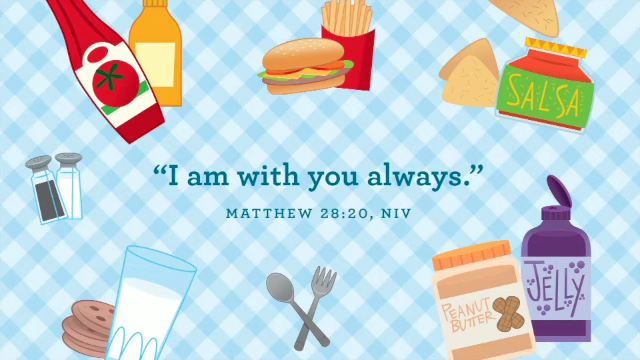 SALSA
“I am with you always.”
MATTHEW 28:20, NIV
PEANUT
BUTTER
JELLY